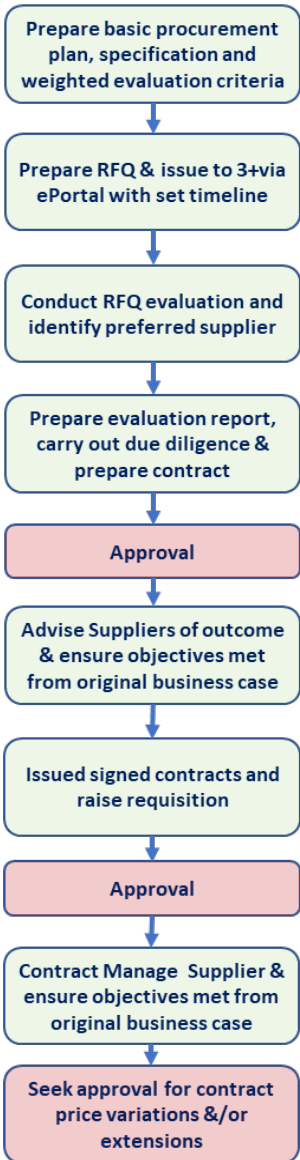 Prepare basic procurement
plan, specification and
weighted evaluation criteria
Prepare RFQ & issue to 3+via
ePortal with set timeline
Conduct RFQ evaluation and
identify preferred supplier
Prepare evaluation report,
carry out due diligence &
prepare contract
Approval
Advise Suppliers of outcome
& ensure objectives met
from original business case
Issued signed contracts and
raise requisition
Approval
Contract Manage Supplier &
ensure objectives met from
original business case
Seek approval for contract
price variations &/or
extensions